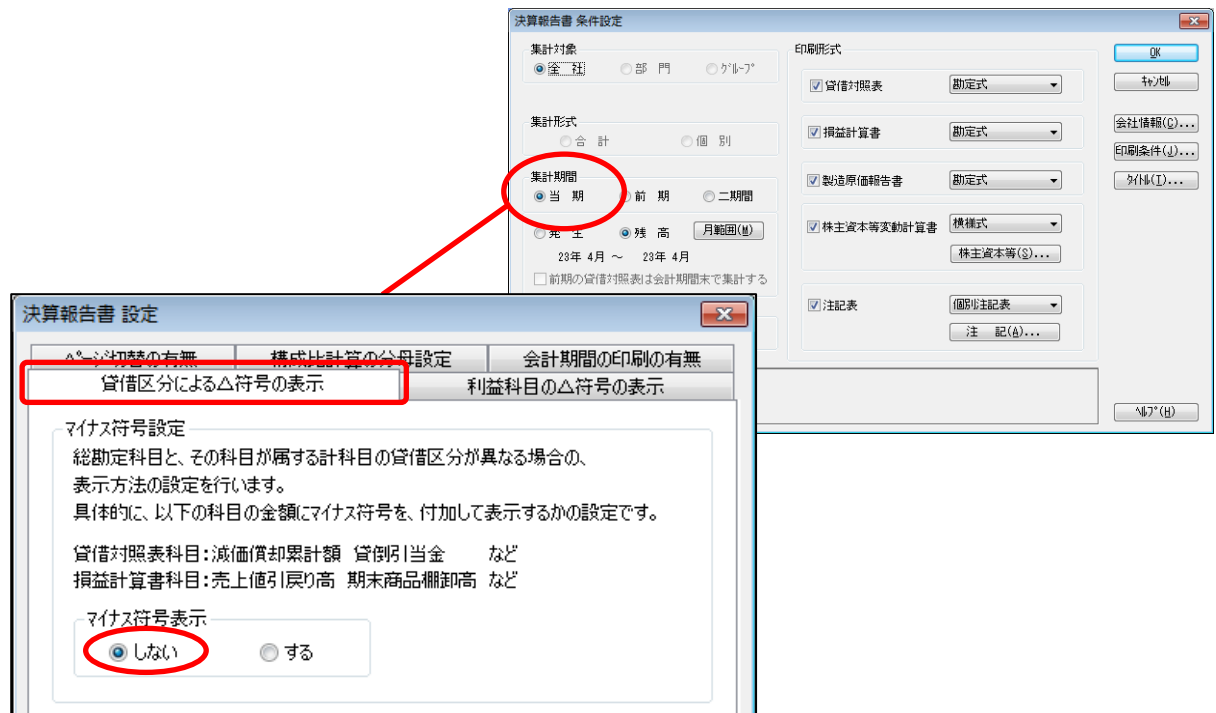 決算報告書 条件設定
集計対象
全 社 部 門 ｸﾞﾙｰﾌﾟ
集計形式
合 計 個 別
集計期間
当 期 前 期 二期間
発 生 残 高 月範囲(M)
23年 4月 ～ 23年 4月
前期の貸借対照表は会計期間末で集計する
印刷形式
貸借対照表 勘定式
損益計算書 勘定式
製造原価報告書 勘定式
株主資本等変動計算書 横様式
株主資本等(S)...
注記表 個別注記表
注 記(A)...
OK
ｷｬﾝｾﾙ
会社情報(C)...
印刷条件(J)...
ﾀｲﾄﾙ(T)...
ﾍﾙﾌﾟ(H)
決算報告書 設定
ﾍﾟｰｼﾞ切替の有無 構成比計算の分母設定 会計期間の印刷の有無
貸借区分による△符号の表示 利益科目の△符号の表示
マイナス符号設定
総勘定科目と、その科目が属する計科目の貸借区分が異なる場合の、
表示方法の設定を行います。
具体的に、以下の科目の金額にマイナス符号を、付加して表示するかの設定です。
貸借対照表科目：減価償却累計額 貸倒引当金 など
損益計算書科目：売上値引戻り高 期末商品棚卸高 など
マイナス符号表示
しない する